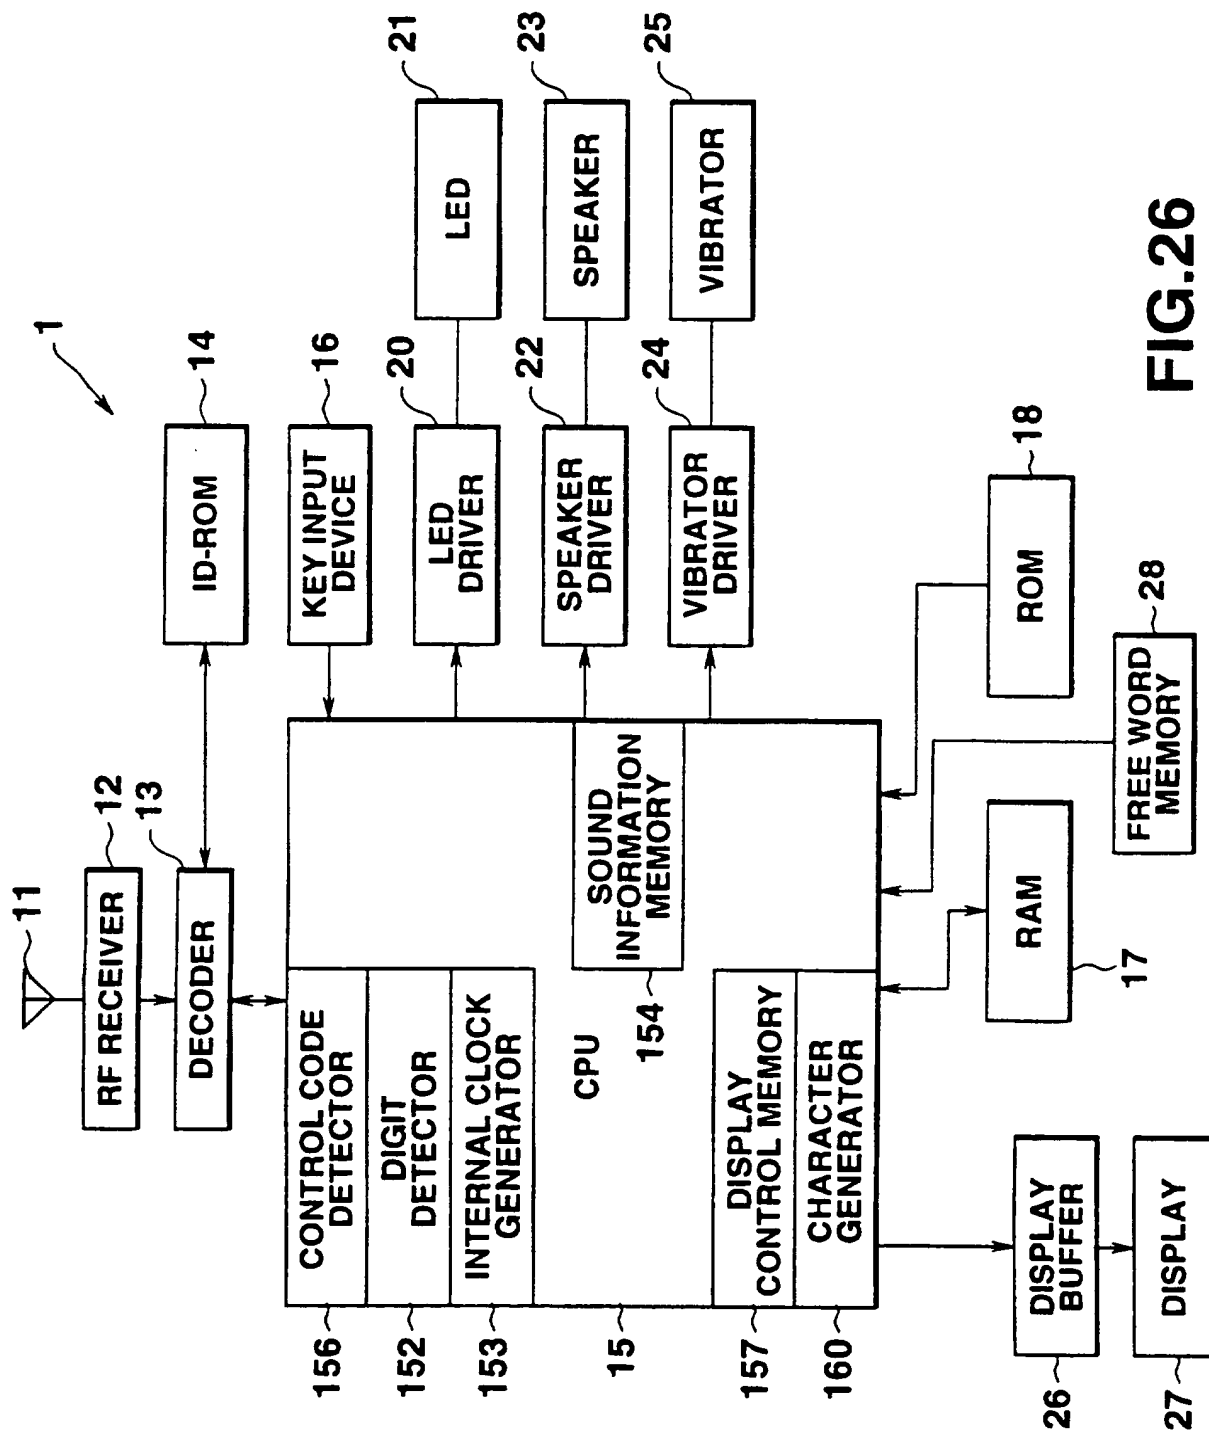 1
11
RF RECEIVER
12
DECODER
13
ID-ROM
14
KEY INPUT
DEVICE
16
CONTROL CODE
DETECTOR
156
DIGIT
DETECTOR
152
INTERNAL CLOCK
GENERATOR
153
CPU
15
SOUND
INFORMATION
MEMORY
154
DISPLAY
CONTROL MEMORY
157
CHARACTER
GENERATOR
160
LED
DRIVER
20
LED
21
SPEAKER
DRIVER
22
SPEAKER
23
VIBRATOR
DRIVER
24
VIBRATOR
25
ROM
18
FREE WORD
MEMORY
28
RAM
17
DISPLAY
BUFFER
26
DISPLAY
27
FIG.26